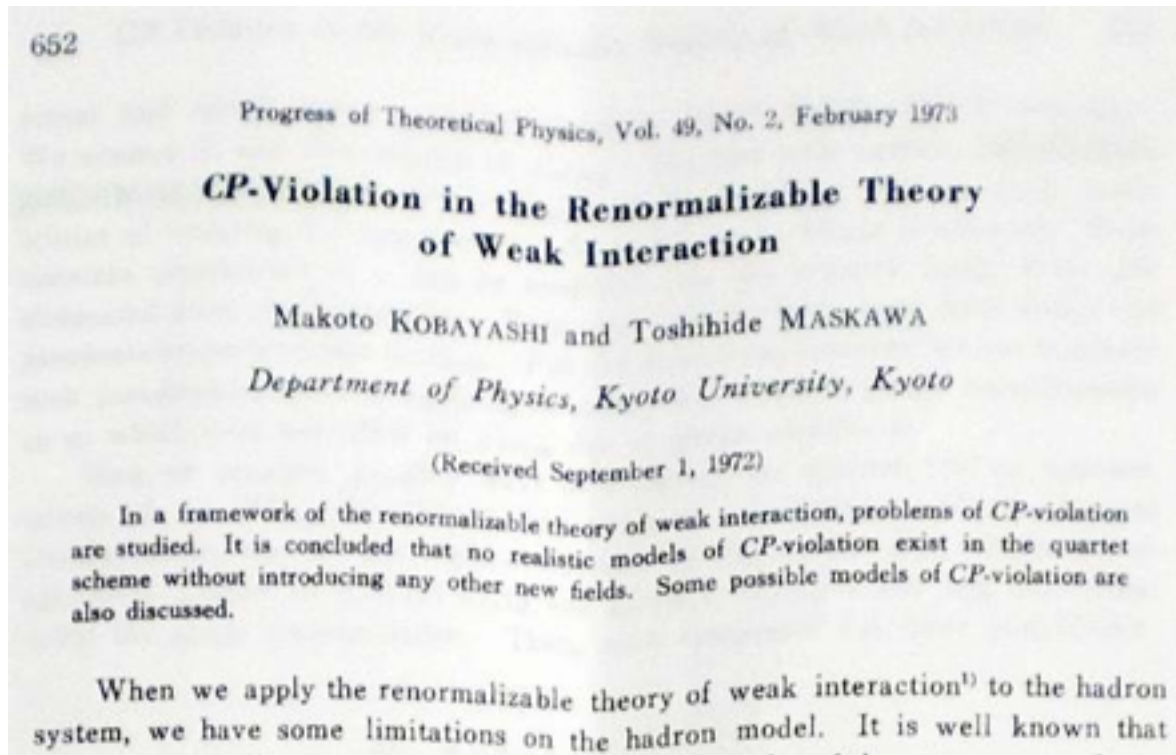 652
Progress of Theoretical Physics, Vol. 49, No. 2, February 1973
CP-Violation in the Renormalizable Theory
of Weak Interaction
Makoto KOBAYASHI and Toshihide MASKAWA
Department of Physics, Kyoto University, Kyoto
(Received September 1, 1972)
In a framework of the renormalizable theory of weak interaction, problems of CP-violation
are studied. It is concluded that no realistic models of CP-violation exist in the quartet
scheme without introducing any other new fields. Some possible models of CP-violation are
also discussed.
When we apply the renormalizable theory of weak interaction¹⁾ to the hadron
system, we have some limitations on the hadron model. It is well known that